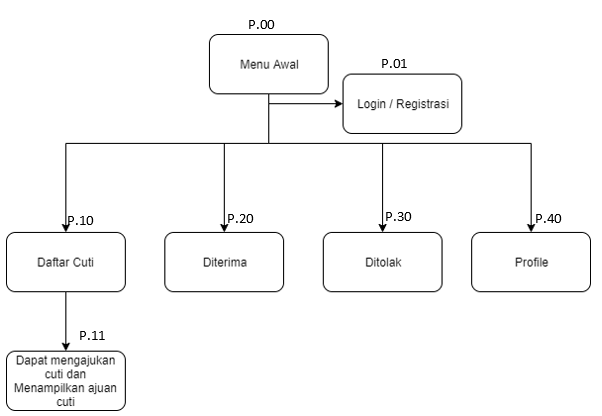 P.00
Menu Awal
P.01
Login / Registrasi
P.10
P.20
P.30
P.40
Daftar Cuti
Diterima
Ditolak
Profile
P.11
Dapat mengajukan
cuti dan
Menampilkan ajuan
cuti